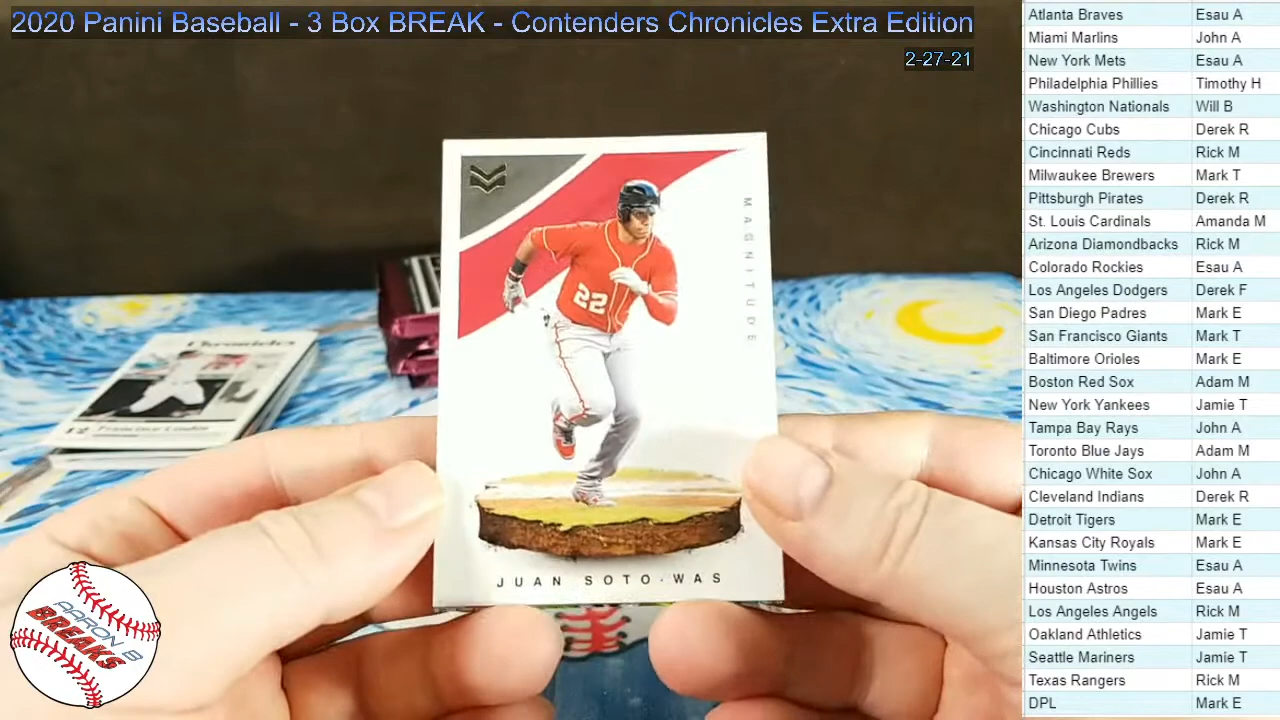 2020 Panini Baseball - 3 Box BREAK - Contenders Chronicles Extra Edition
2-27-21
MAGNITUDE
22
JUAN SOTO·WAS
Chronicles
AARON B
BREAKS
Atlanta Braves Esau A
Miami Marlins John A
New York Mets Esau A
Philadelphia Phillies Timothy H
Washington Nationals Will B
Chicago Cubs Derek R
Cincinnati Reds Rick M
Milwaukee Brewers Mark T
Pittsburgh Pirates Derek R
St. Louis Cardinals Amanda M
Arizona Diamondbacks Rick M
Colorado Rockies Esau A
Los Angeles Dodgers Derek F
San Diego Padres Mark E
San Francisco Giants Mark T
Baltimore Orioles Mark E
Boston Red Sox Adam M
New York Yankees Jamie T
Tampa Bay Rays John A
Toronto Blue Jays Adam M
Chicago White Sox John A
Cleveland Indians Derek R
Detroit Tigers Mark E
Kansas City Royals Mark E
Minnesota Twins Esau A
Houston Astros Esau A
Los Angeles Angels Rick M
Oakland Athletics Jamie T
Seattle Mariners Jamie T
Texas Rangers Rick M
DPL Mark E